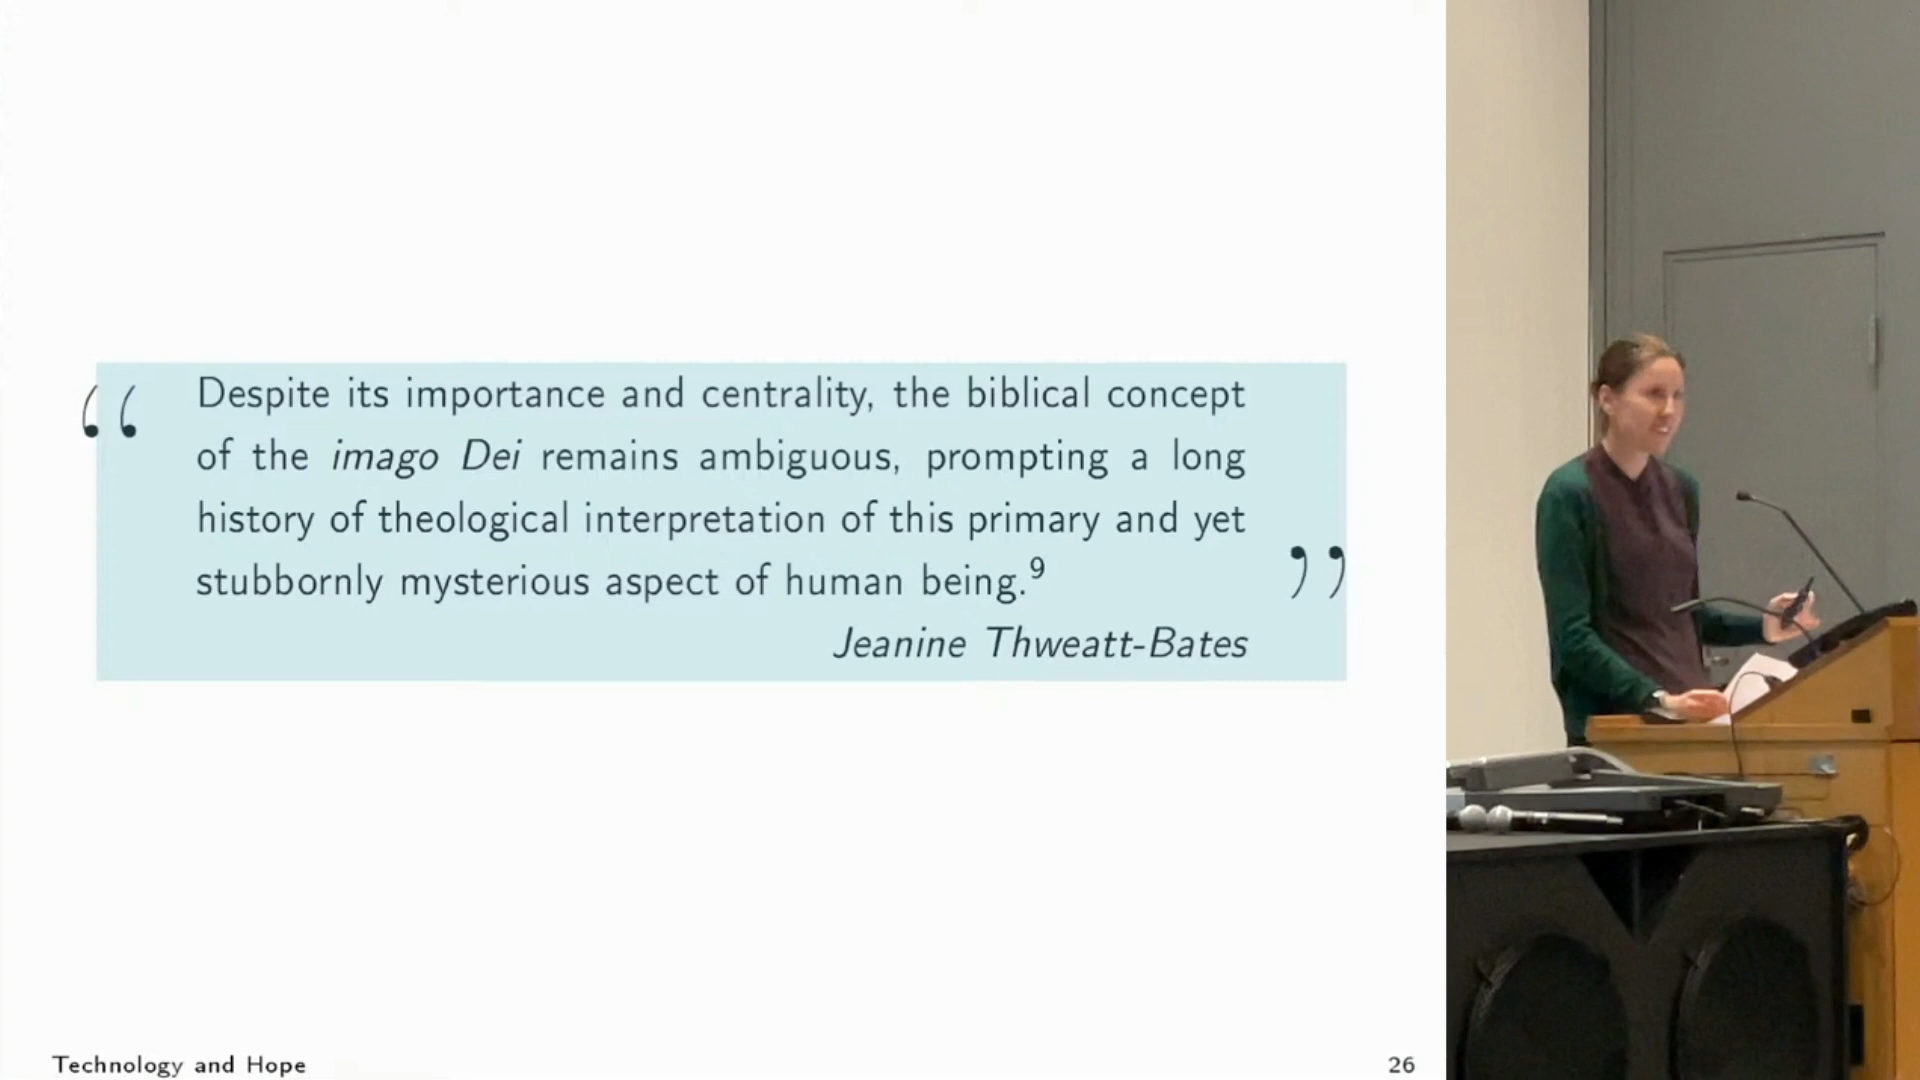 “
Despite its importance and centrality, the biblical concept
of the imago Dei remains ambiguous, prompting a long
history of theological interpretation of this primary and yet
stubbornly mysterious aspect of human being.⁹
”
Jeanine Thweatt-Bates
Technology and Hope
26